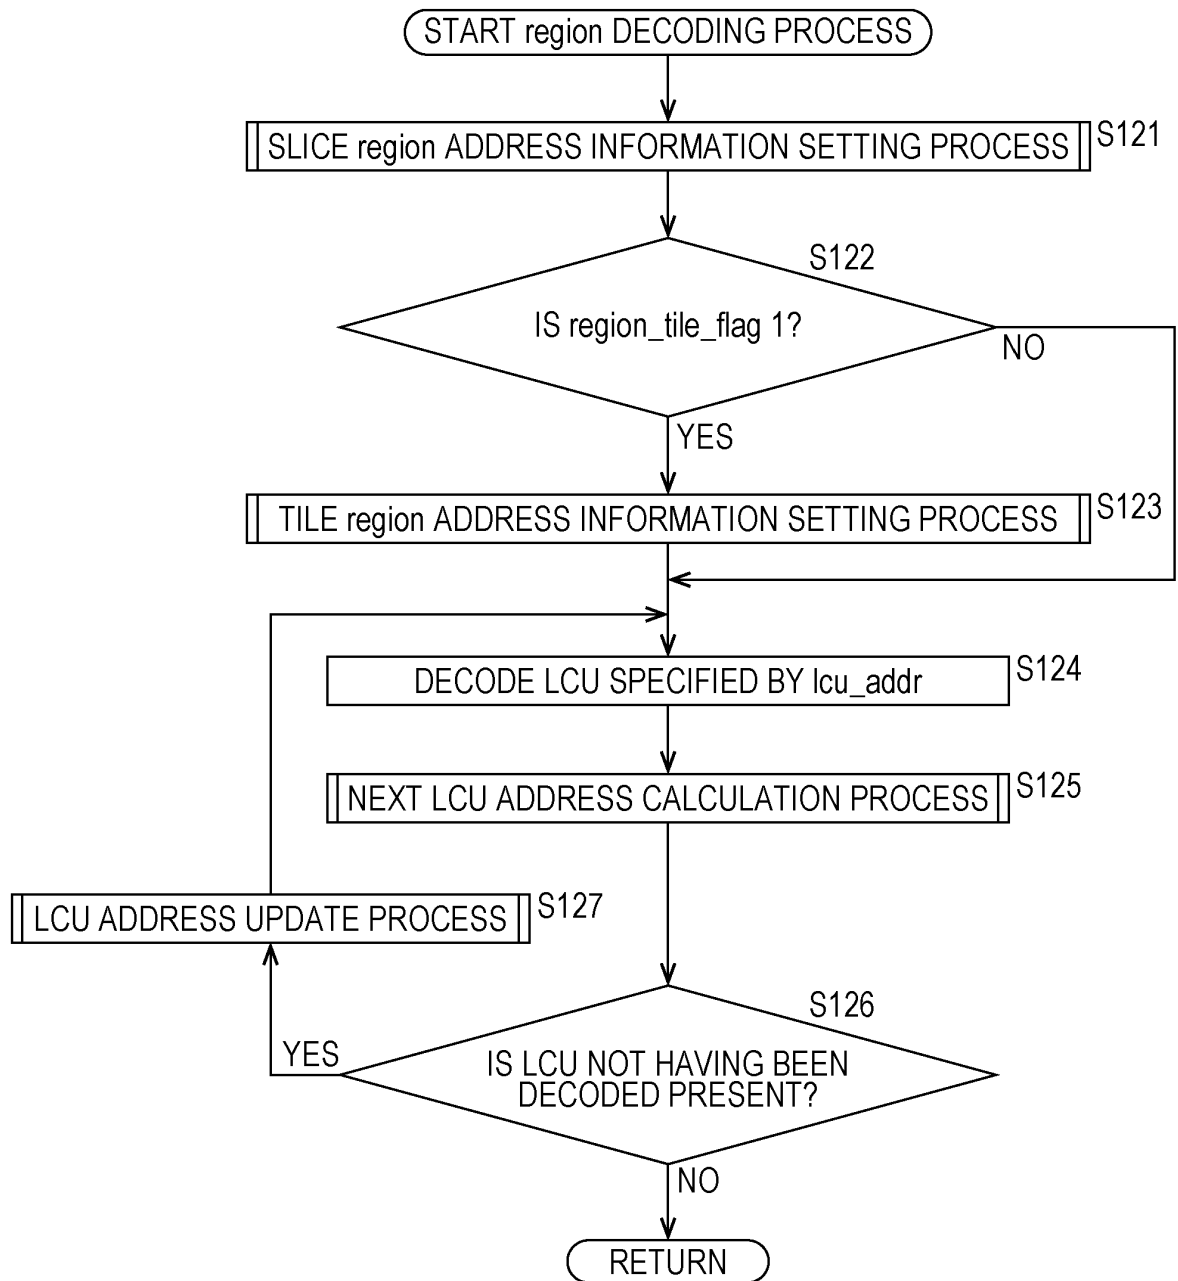 START region DECODING PROCESS
SLICE region ADDRESS INFORMATION SETTING PROCESS
S121
S122
IS region_tile_flag 1?
NO
YES
TILE region ADDRESS INFORMATION SETTING PROCESS
S123
DECODE LCU SPECIFIED BY lcu_addr
S124
NEXT LCU ADDRESS CALCULATION PROCESS
S125
LCU ADDRESS UPDATE PROCESS
S127
S126
YES
IS LCU NOT HAVING BEEN
DECODED PRESENT?
NO
RETURN